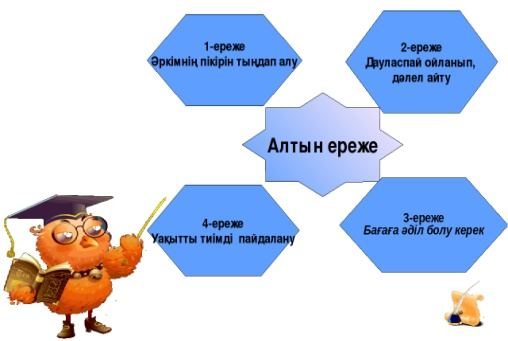 1-ереже
Әркімнің пікірін тыңдап алу
2-ереже
Дауласпай ойланып,
дәлел айту
Алтын ереже
4-ереже
Уақытты тиімді пайдалану
3-ереже
Бағаға әділ болу керек